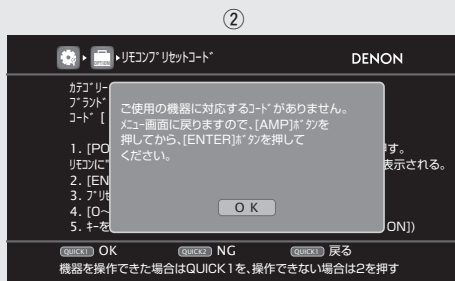 ②
OPTION リモコンプリセットコード DENON
カテゴリー
ブランド
コード [
ご使用の機器に対応するコードがありません。
メニュー画面に戻りますので、[AMP]ボタンを
押してから、[ENTER]ボタンを押して
ください。
OK
1. [PO す。
リモコンに" 表示される。
2. [EN
3. プリセ
4. [0～
5. キーを ON])
QUICK1 OK QUICK2 NG QUICK1 戻る
機器を操作できた場合はQUICK1を、操作できない場合は2を押す